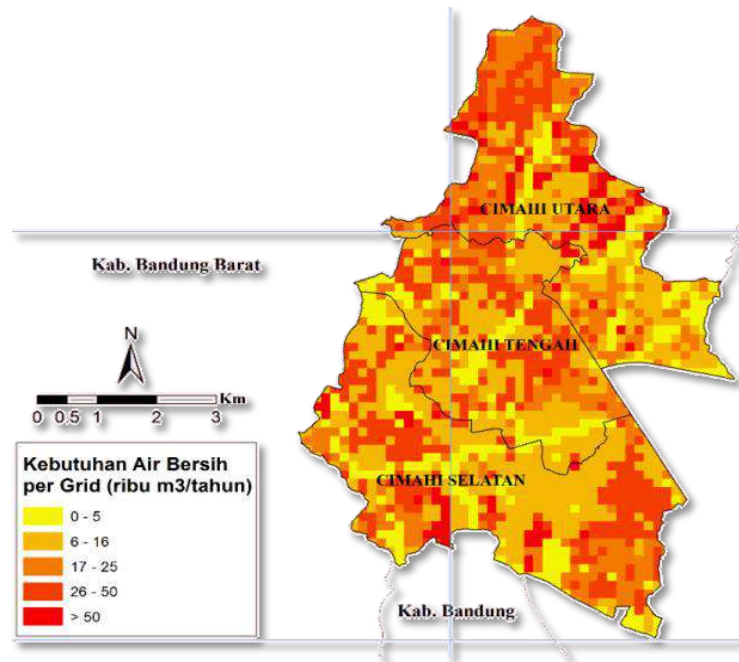 CIMAHI UTARA
Kab. Bandung Barat
N
CIMAHI TENGAH
Km
0 0.5 1 2 3
Kebutuhan Air Bersih
per Grid (ribu m3/tahun)
CIMAHI SELATAN
0 - 5
6 - 16
17 - 25
26 - 50
> 50
Kab. Bandung